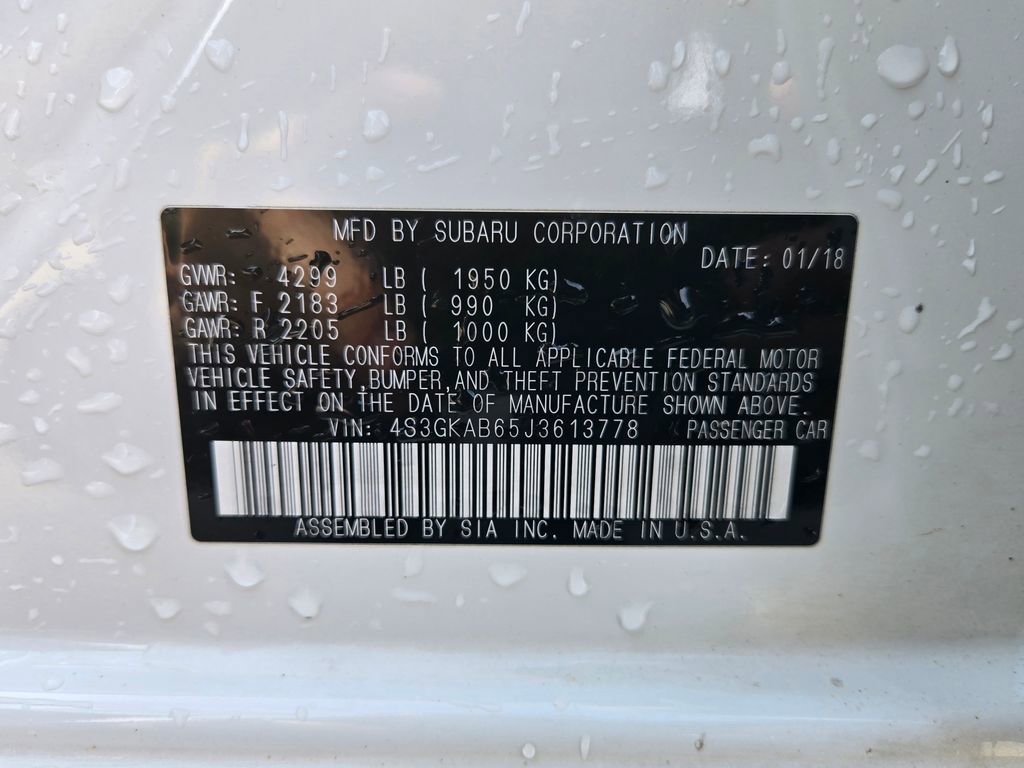 MFD BY SUBARU CORPORATION
DATE: 01/18
GVWR: 4299 LB ( 1950 KG)
GAWR: F 2183 LB ( 990 KG)
GAWR: R 2205 LB ( 1000 KG)
THIS VEHICLE CONFORMS TO ALL APPLICABLE FEDERAL MOTOR
VEHICLE SAFETY, BUMPER, AND THEFT PREVENTION STANDARDS
IN EFFECT ON THE DATE OF MANUFACTURE SHOWN ABOVE.
VIN: 4S3GKAB65J3613778 PASSENGER CAR
ASSEMBLED BY SIA INC. MADE IN U.S.A.